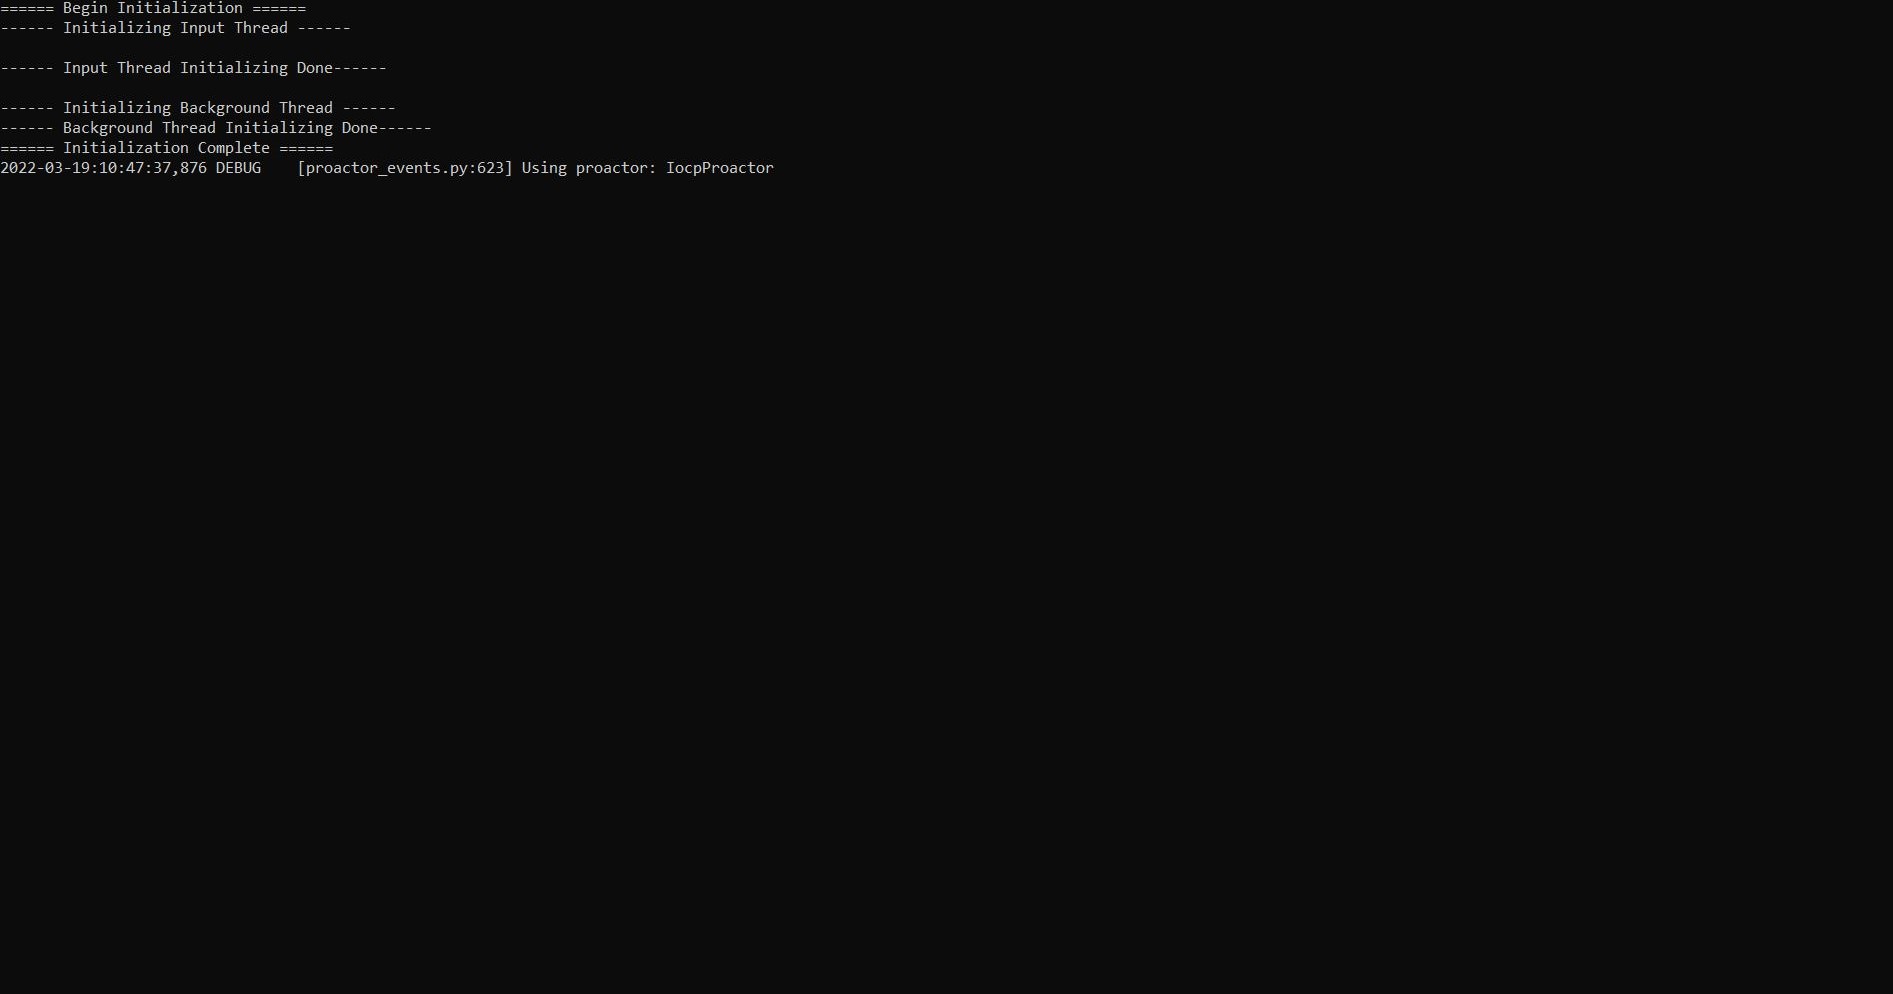 ====== Begin Initialization ======
------ Initializing Input Thread ------
------ Input Thread Initializing Done------
------ Initializing Background Thread ------
------ Background Thread Initializing Done------
====== Initialization Complete ======
2022-03-19:10:47:37,876 DEBUG    [proactor_events.py:623] Using proactor: IocpProactor